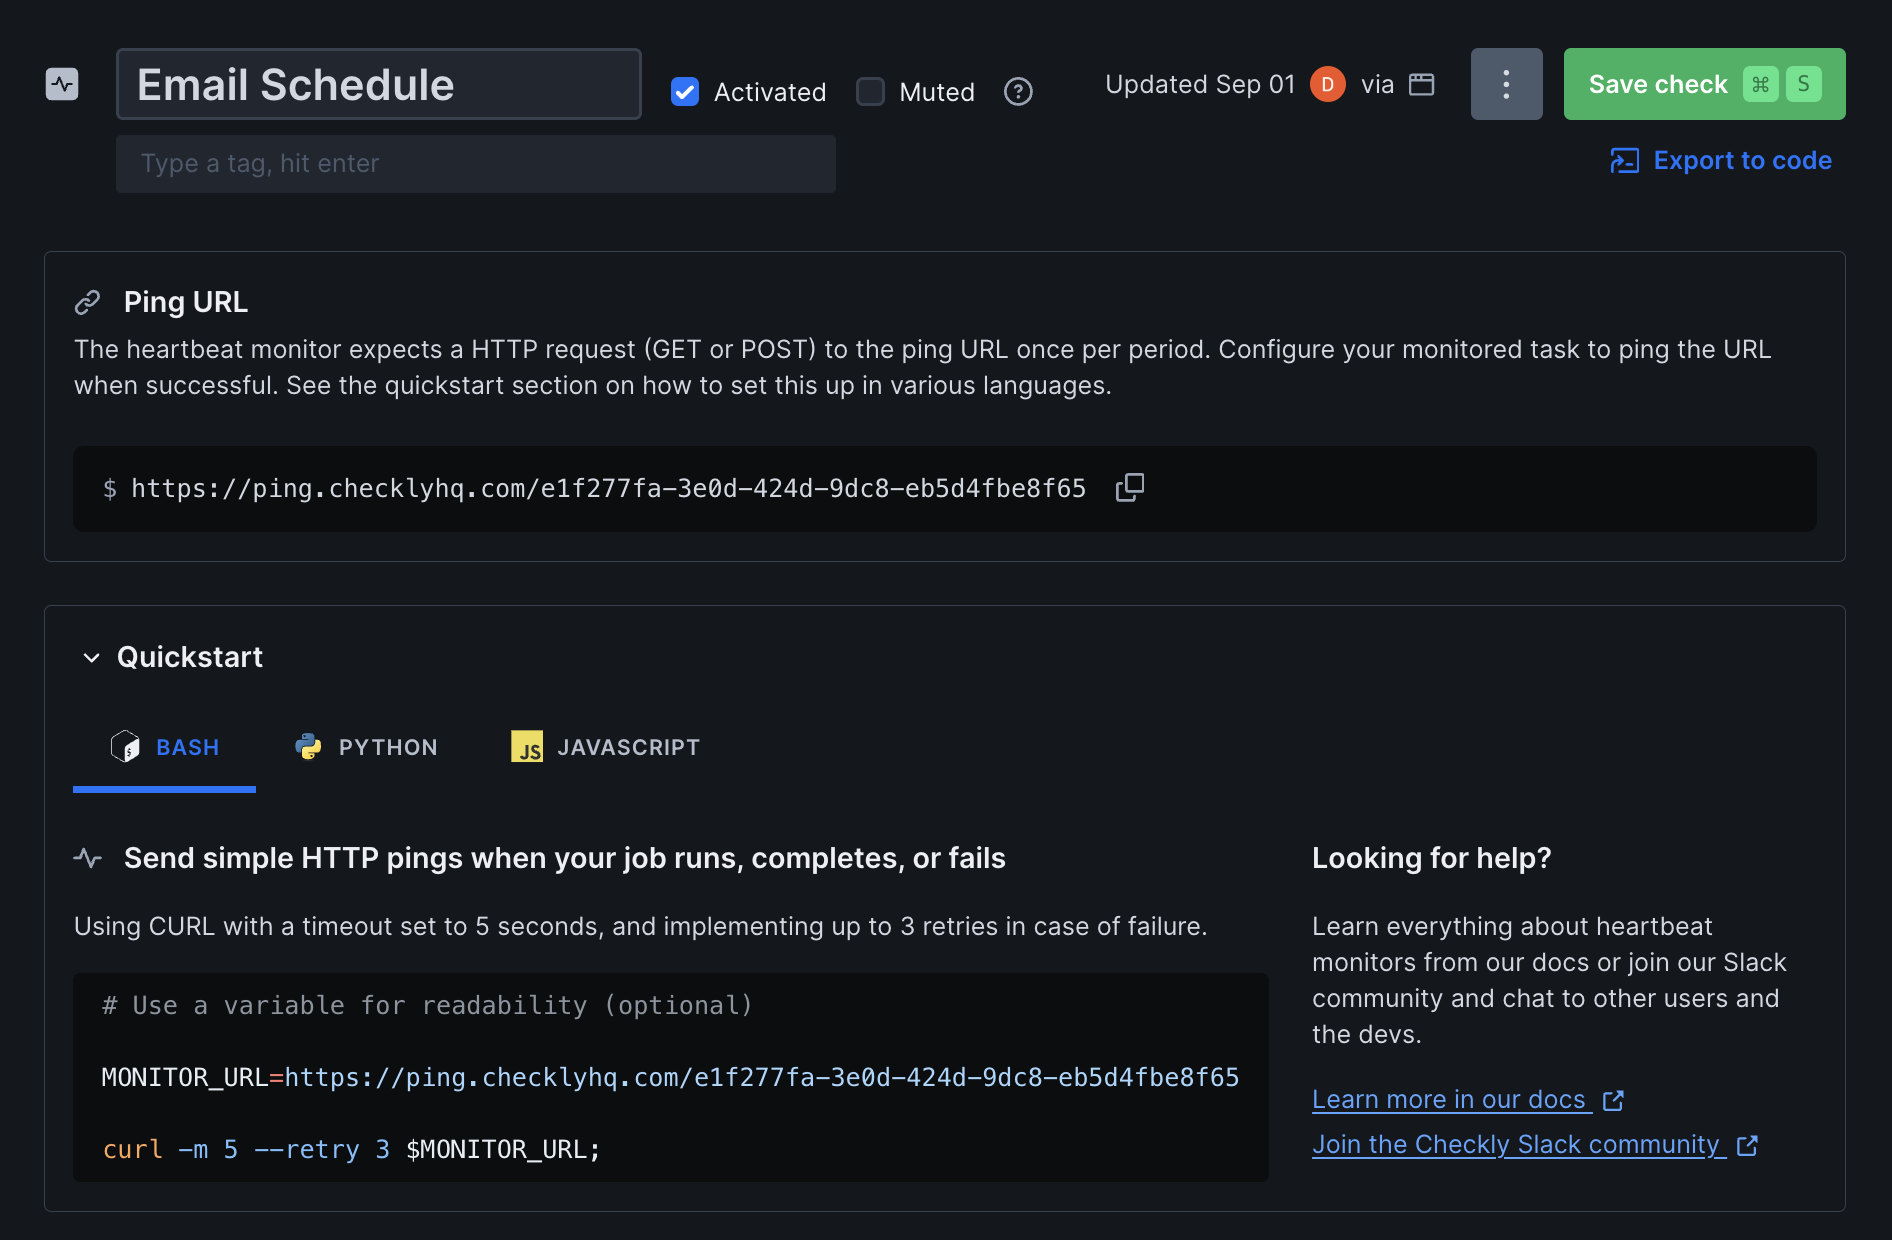 Email Schedule
Activated
Muted
Updated Sep 01 D via
Save check ⌘ S
Type a tag, hit enter
Export to code
Ping URL
The heartbeat monitor expects a HTTP request (GET or POST) to the ping URL once per period. Configure your monitored task to ping the URL
when successful. See the quickstart section on how to set this up in various languages.
$ https://ping.checklyhq.com/e1f277fa-3e0d-424d-9dc8-eb5d4fbe8f65
Quickstart
BASH
PYTHON
JS JAVASCRIPT
Send simple HTTP pings when your job runs, completes, or fails
Using CURL with a timeout set to 5 seconds, and implementing up to 3 retries in case of failure.
# Use a variable for readability (optional)
MONITOR_URL=https://ping.checklyhq.com/e1f277fa-3e0d-424d-9dc8-eb5d4fbe8f65
curl -m 5 --retry 3 $MONITOR_URL;
Looking for help?
Learn everything about heartbeat
monitors from our docs or join our Slack
community and chat to other users and
the devs.
Learn more in our docs
Join the Checkly Slack community